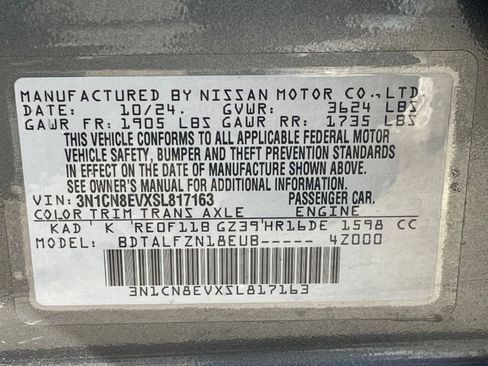 MANUFACTURED BY NISSAN MOTOR CO., LTD.
DATE: 10/24. GVWR: 3624 LBS
GAWR FR: 1905 LBS GAWR RR: 1735 LBS
THIS VEHICLE CONFORMS TO ALL APPLICABLE FEDERAL MOTOR
VEHICLE SAFETY, BUMPER AND THEFT PREVENTION STANDARDS
IN EFFECT ON THE DATE OF MANUFACTURE SHOWN ABOVE.
SEE OWNER'S MANUAL FOR ADDITIONAL INFORMATION.
VIN: 3N1CN8EVXSL817163 PASSENGER CAR.
COLOR TRIM TRANS AXLE ENGINE
KAD ' K 'RE0F11B GZ39'HR16DE 1598 CC
BDTALFZN18EUB----- 4Z000
3N1CN8EVXSL817163